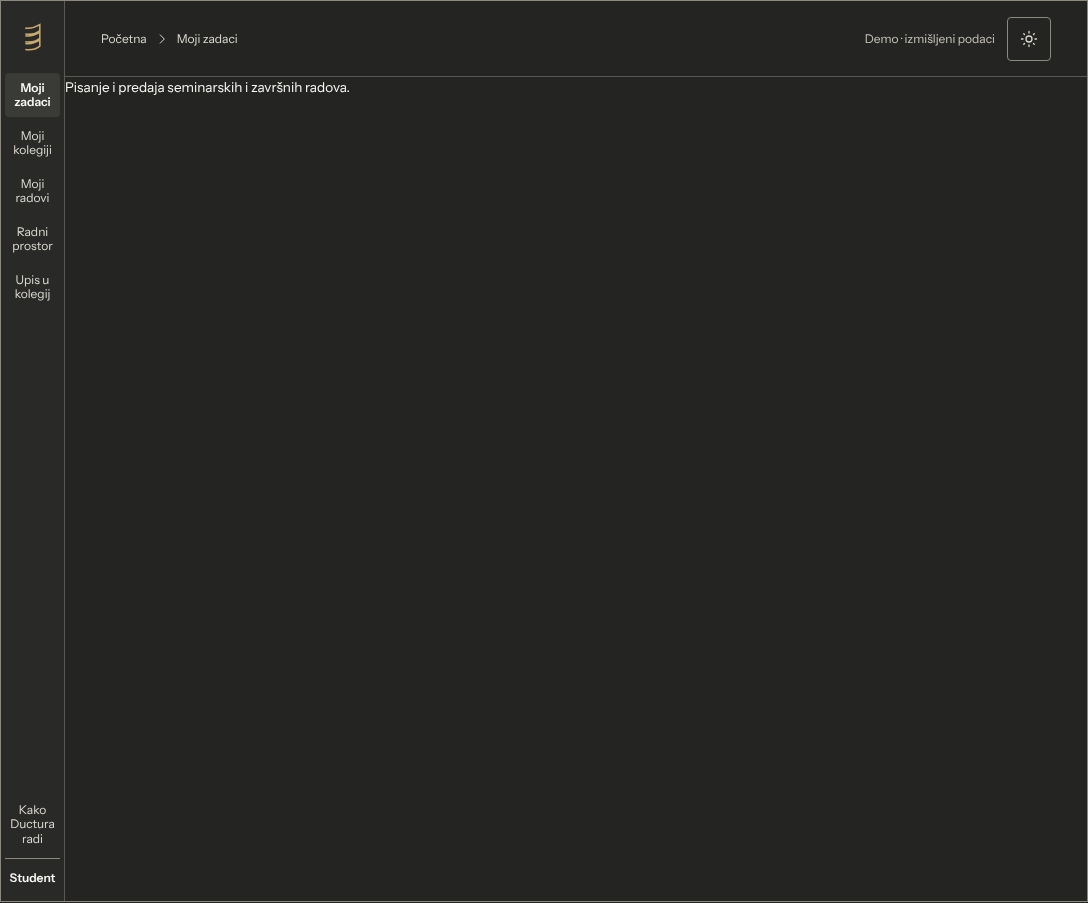 Početna
Moji zadaci
Demo · izmišljeni podaci
Moji
zadaci
Moji
kolegiji
Moji
radovi
Radni
prostor
Upis u
kolegij
Kako
Ductura
radi
Student
Pisanje i predaja seminarskih i završnih radova.